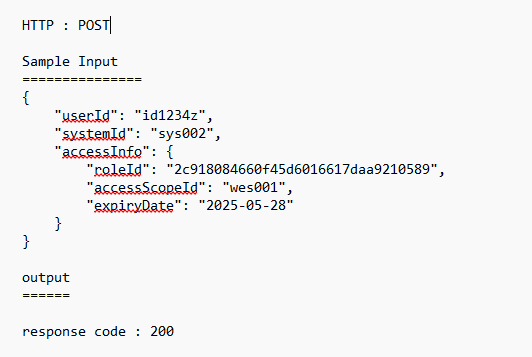 HTTP : POST
Sample Input
===============
{
    "userId": "id1234z",
    "systemId": "sys002",
    "accessInfo": {
        "roleId": "2c918084660f45d6016617daa9210589",
        "accessScopeId": "wes001",
        "expiryDate": "2025-05-28"
    }
}
output
======
response code : 200